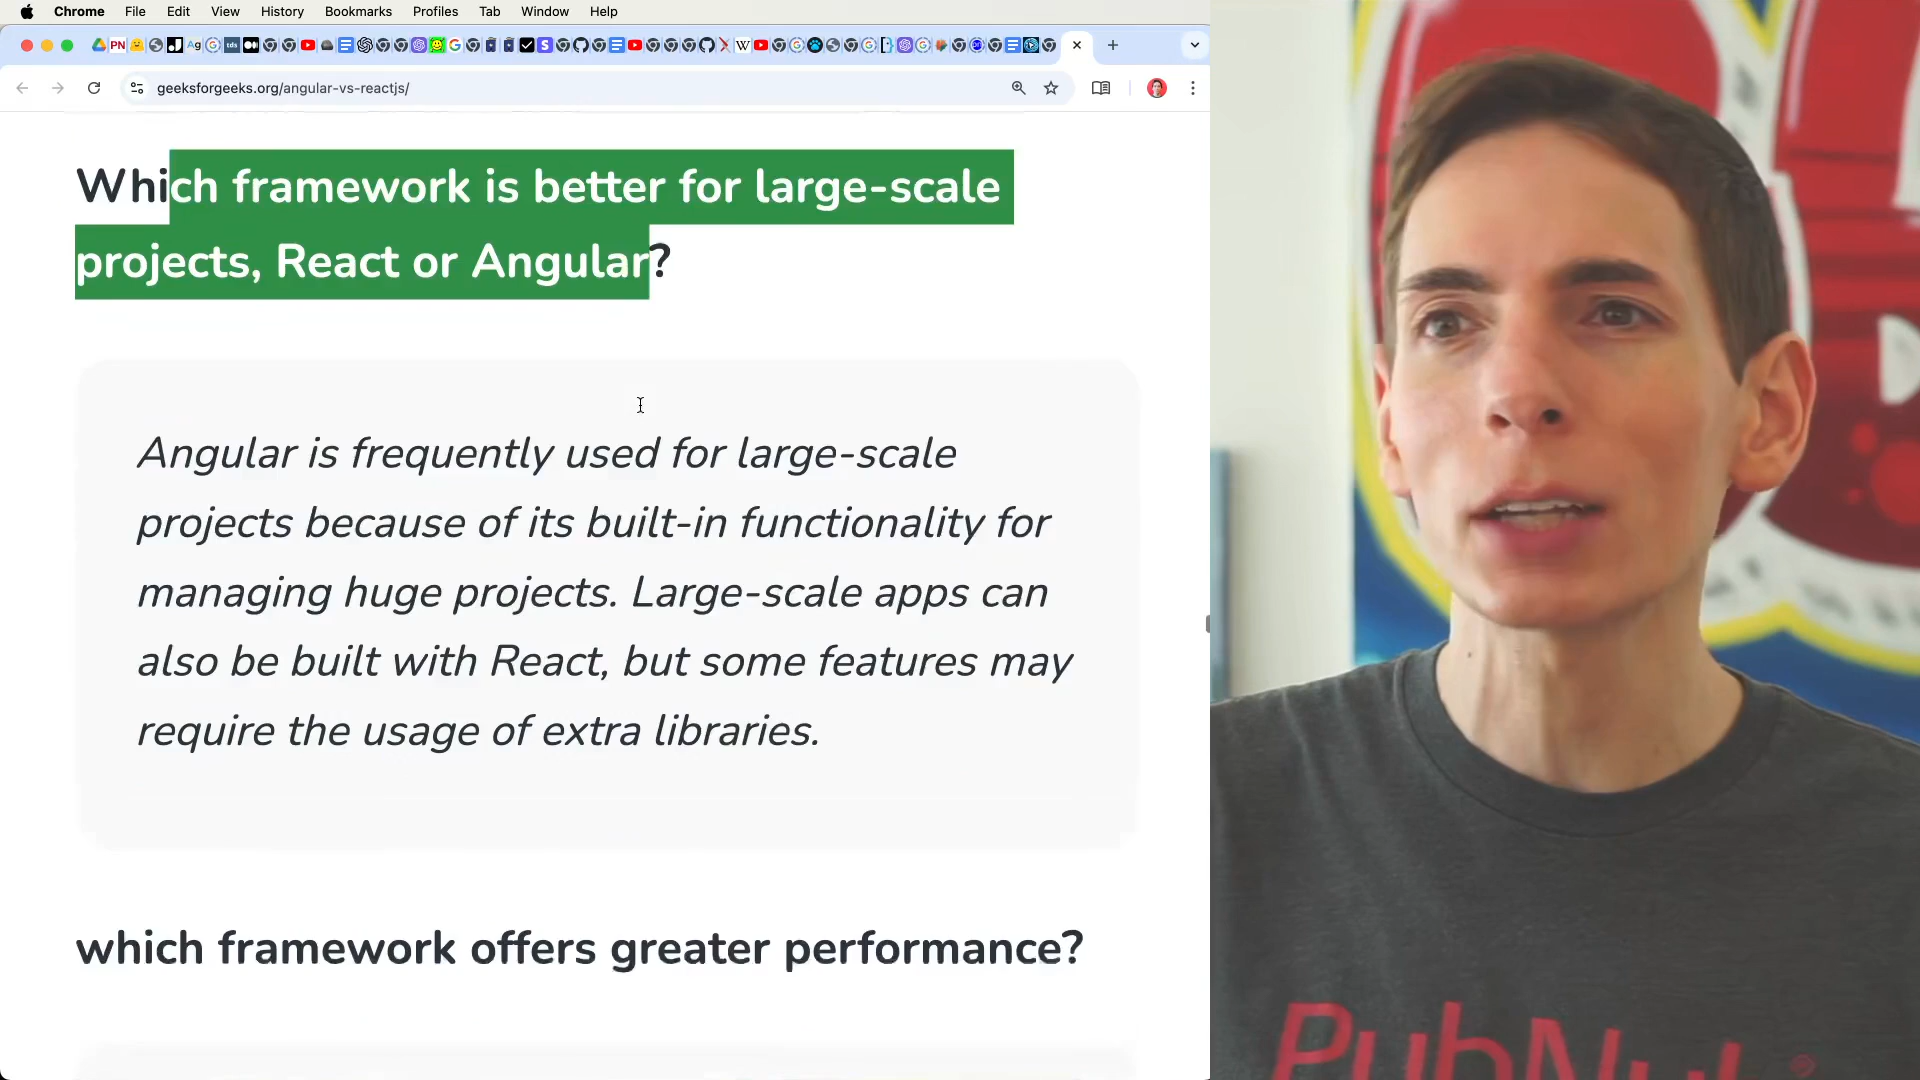 Chrome File Edit View History Bookmarks Profiles Tab Window Help
geeksforgeeks.org/angular-vs-reactjs/
Which framework is better for large-scale
projects, React or Angular?
Angular is frequently used for large-scale
projects because of its built-in functionality for
managing huge projects. Large-scale apps can
also be built with React, but some features may
require the usage of extra libraries.
which framework offers greater performance?